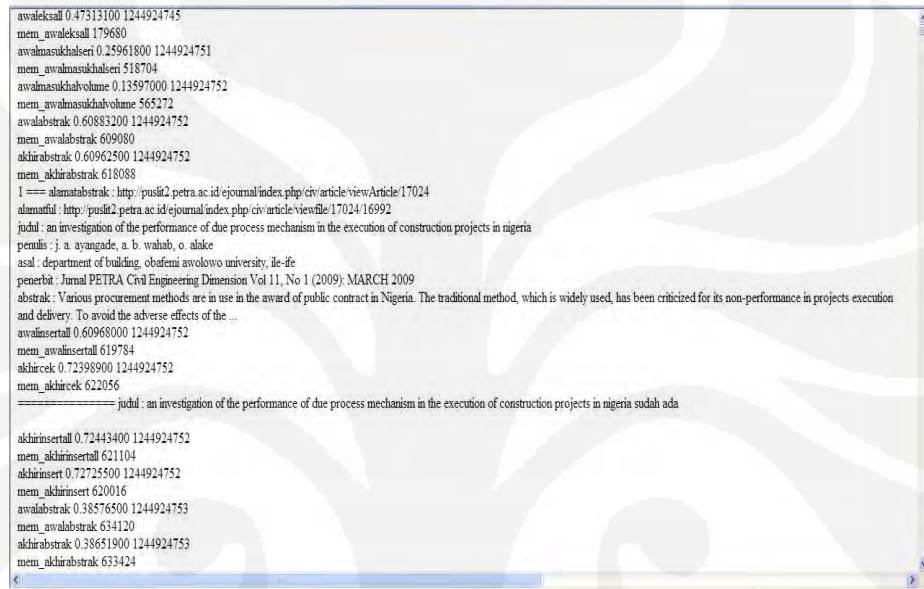 awaleksall 0.47313100 1244924745
mem_awaleksall 179680
awalmasukhalseri 0.25961800 1244924751
mem_awalmasukhalseri 518704
awalmasukhalvolume 0.13597000 1244924752
mem_awalmasukhalvolume 565272
awalabstrak 0.60883200 1244924752
mem_awalabstrak 609080
akhirabstrak 0.60962500 1244924752
mem_akhirabstrak 618088
1 === alamatabstrak : http://puslit2.petra.ac.id/ejournal/index.php/civ/article/viewArticle/17024
alamatful : http://puslit2.petra.ac.id/ejournal/index.php/civ/article/viewfile/17024/16992
judul : an investigation of the performance of due process mechanism in the execution of construction projects in nigeria
penulis : j. a. ayangade, a. b. wahab, o. alake
asal : department of building, obafemi awolowo university, ile-ife
penerbit : Jurnal PETRA Civil Engineering Dimension Vol 11, No 1 (2009): MARCH 2009
abstrak : Various procurement methods are in use in the award of public contract in Nigeria. The traditional method, which is widely used, has been criticized for its non-performance in projects execution
and delivery. To avoid the adverse effects of the ...
awalinsertall 0.60968000 1244924752
mem_awalinsertall 619784
akhircek 0.72398900 1244924752
mem_akhircek 622056
=============== judul : an investigation of the performance of due process mechanism in the execution of construction projects in nigeria sudah ada
akhirinsertall 0.72443400 1244924752
mem_akhirinsertall 621104
akhirinsert 0.72725500 1244924752
mem_akhirinsert 620016
awalabstrak 0.38576500 1244924753
mem_awalabstrak 634120
akhirabstrak 0.38651900 1244924753
mem_akhirabstrak 633424